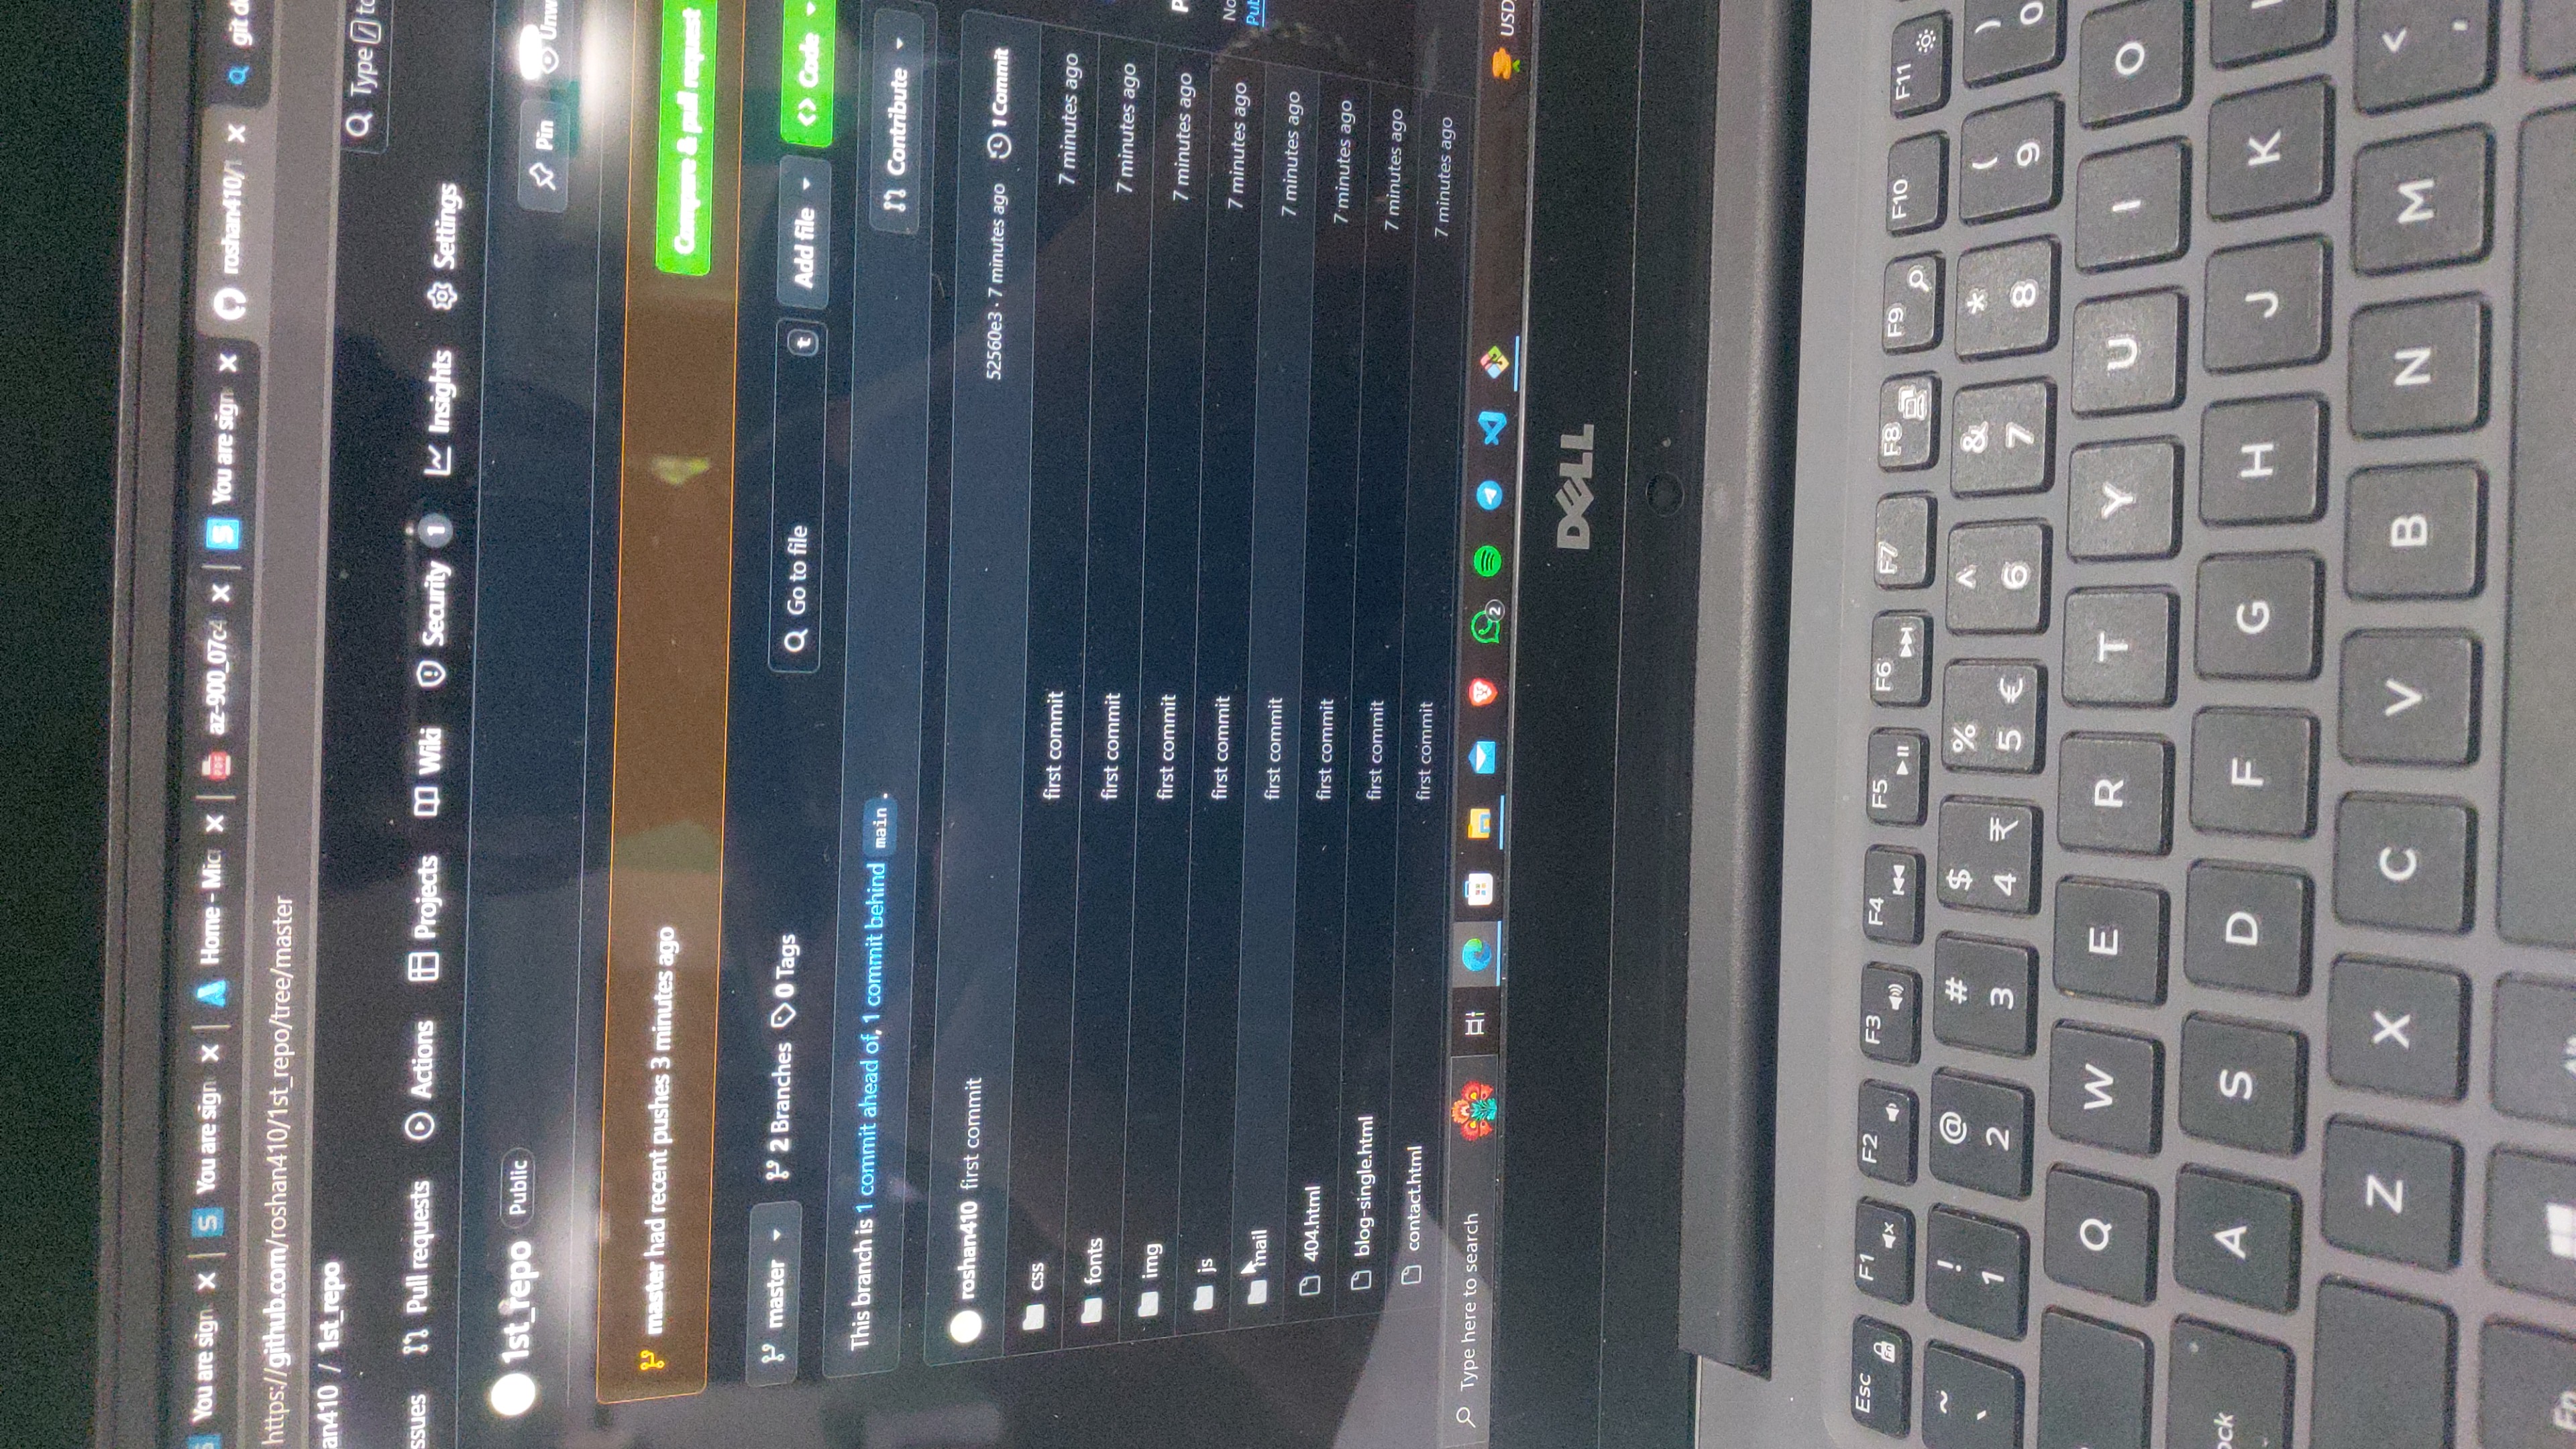 You are sign
You are sign
Home - Mic
az-900_07c4
You are sign
roshan410/1
git d
https://github.com/roshan410/1st_repo/tree/master
an410 / 1st_repo
Type / to
ssues
Pull requests
Actions
Projects
Wiki
Security 1
Insights
Settings
1st_repo Public
Pin
Unw
master had recent pushes 3 minutes ago
Compare & pull request
master
2 Branches
0 Tags
Go to file
t
Add file
Code
This branch is 1 commit ahead of, 1 commit behind main .
Contribute
roshan410 first commit
52560e3 · 7 minutes ago
1 Commit
css first commit 7 minutes ago
fonts first commit 7 minutes ago
img first commit 7 minutes ago
js first commit 7 minutes ago
mail first commit 7 minutes ago
404.html first commit 7 minutes ago
blog-single.html first commit 7 minutes ago
contact.html first commit 7 minutes ago
P
No
Pub
Type here to search
2
USD
DELL
Esc F1 F2 F3 F4 F5 F6 F7 F8 F9 F10 F11
~ ! @ # $ % ^ & * ( )
` 1 2 3 4 ₹ 5 € 6 7 8 9 0
Q W E R T Y U I O
ock A S D F G H J K
Z X C V B N M <
,
Fn Alt